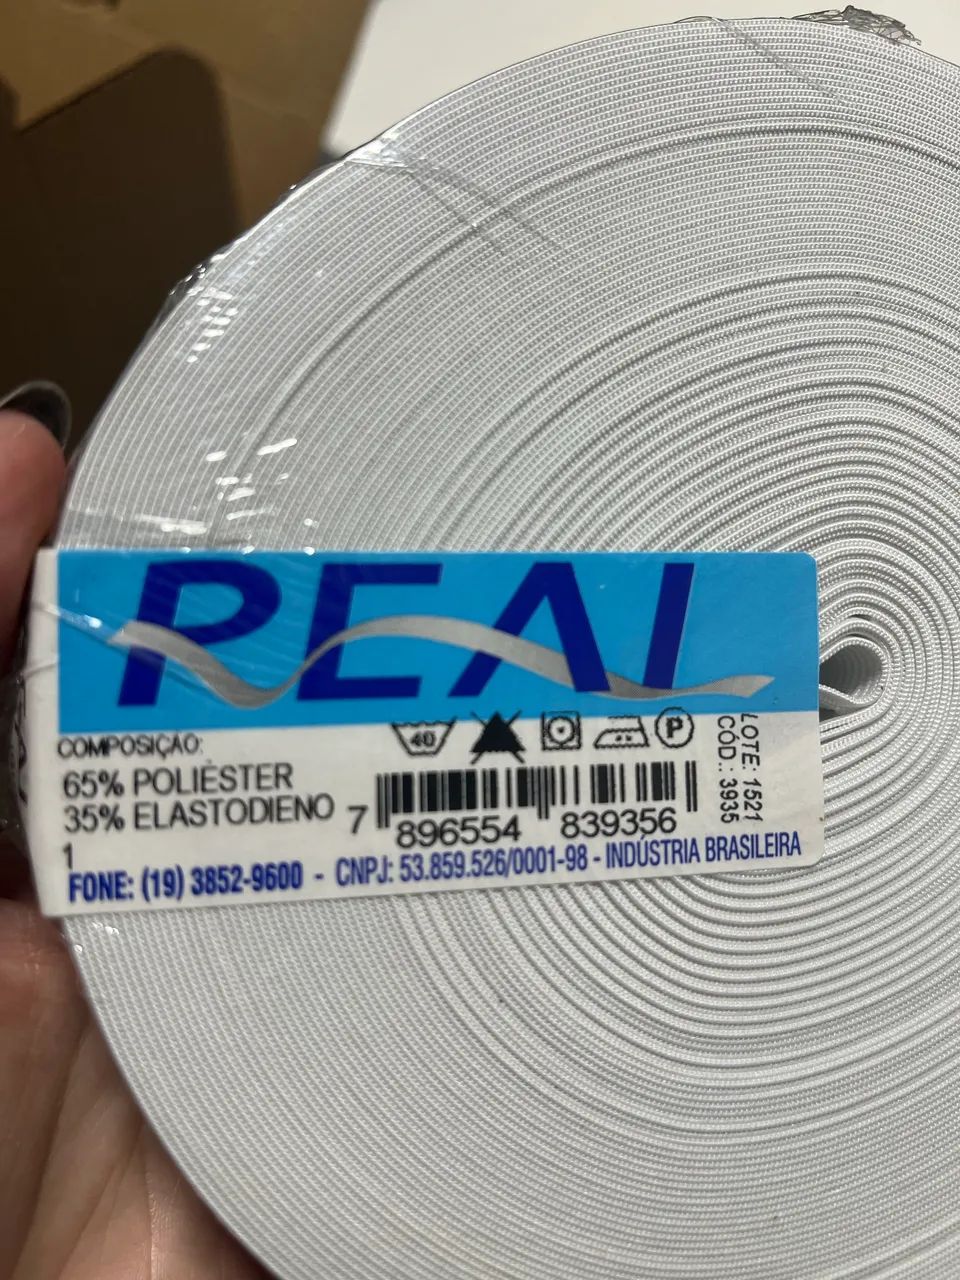 REAL
40
P
COMPOSIÇÃO:
65% POLIÉSTER
35% ELASTODIENO
1
7 896554 839356
LOTE: 1521
CÓD.: 3935
FONE: (19) 3852-9600 - CNPJ: 53.859.526/0001-98 - INDÚSTRIA BRASILEIRA